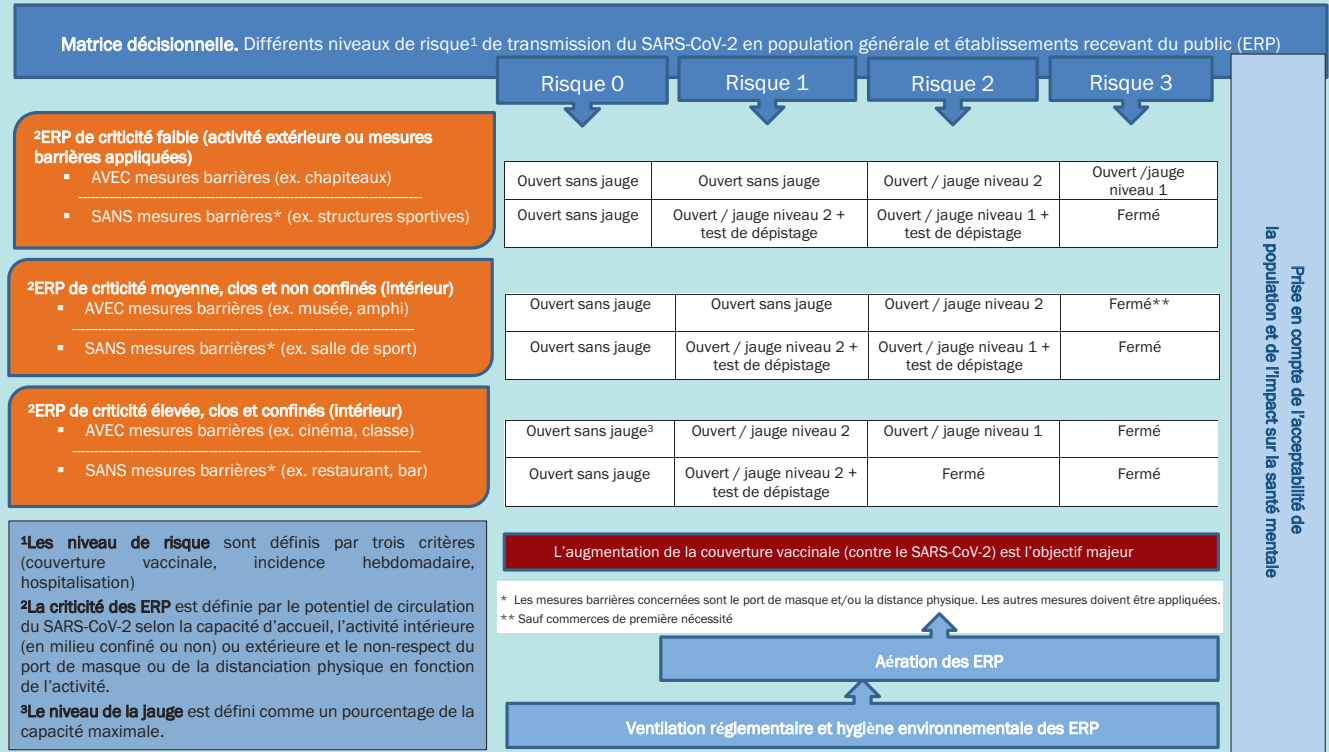 Matrice décisionnelle. Différents niveaux de risque¹ de transmission du SARS-CoV-2 en population générale et établissements recevant du public (ERP)
Risque 0
Risque 1
Risque 2
Risque 3
²ERP de criticité faible (activité extérieure ou mesures
barrières appliquées)
▪ AVEC mesures barrières (ex. chapiteaux)
▪ SANS mesures barrières* (ex. structures sportives)
Ouvert sans jauge
Ouvert sans jauge
Ouvert / jauge niveau 2
Ouvert /jauge
niveau 1
Ouvert sans jauge
Ouvert / jauge niveau 2 +
test de dépistage
Ouvert / jauge niveau 1 +
test de dépistage
Fermé
²ERP de criticité moyenne, clos et non confinés (intérieur)
▪ AVEC mesures barrières (ex. musée, amphi)
▪ SANS mesures barrières* (ex. salle de sport)
Ouvert sans jauge
Ouvert sans jauge
Ouvert / jauge niveau 2
Fermé**
Ouvert sans jauge
Ouvert / jauge niveau 2 +
test de dépistage
Ouvert / jauge niveau 1 +
test de dépistage
Fermé
²ERP de criticité élevée, clos et confinés (intérieur)
▪ AVEC mesures barrières (ex. cinéma, classe)
▪ SANS mesures barrières* (ex. restaurant, bar)
Ouvert sans jauge³
Ouvert / jauge niveau 2
Ouvert / jauge niveau 1
Fermé
Ouvert sans jauge
Ouvert / jauge niveau 2 +
test de dépistage
Fermé
Fermé
Prise en compte de l'acceptabilité de
la population et de l'impact sur la santé mentale
¹Les niveau de risque sont définis par trois critères
(couverture vaccinale, incidence hebdomadaire,
hospitalisation)
²La criticité des ERP est définie par le potentiel de circulation
du SARS-CoV-2 selon la capacité d'accueil, l'activité intérieure
(en milieu confiné ou non) ou extérieure et le non-respect du
port de masque ou de la distanciation physique en fonction
de l'activité.
³Le niveau de la jauge est défini comme un pourcentage de la
capacité maximale.
L'augmentation de la couverture vaccinale (contre le SARS-CoV-2) est l'objectif majeur
* Les mesures barrières concernées sont le port de masque et/ou la distance physique. Les autres mesures doivent être appliquées.
** Sauf commerces de première nécessité
Aération des ERP
Ventilation réglementaire et hygiène environnementale des ERP